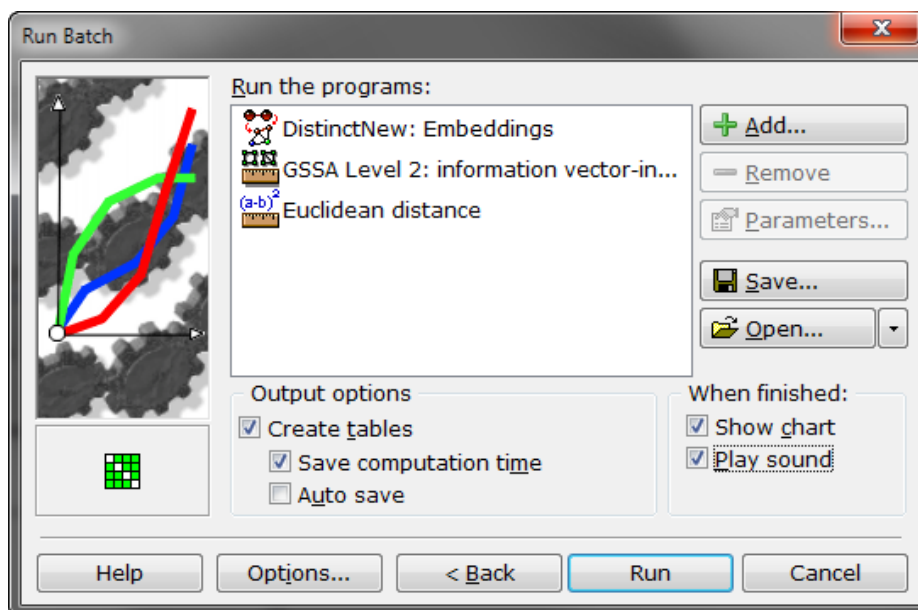 Run Batch
Run the programs:
DistinctNew: Embeddings
GSSA Level 2: information vector-in...
(a-b)² Euclidean distance
Add...
Remove
Parameters...
Save...
Open...
Output options
Create tables
Save computation time
Auto save
When finished:
Show chart
Play sound
Help
Options...
< Back
Run
Cancel